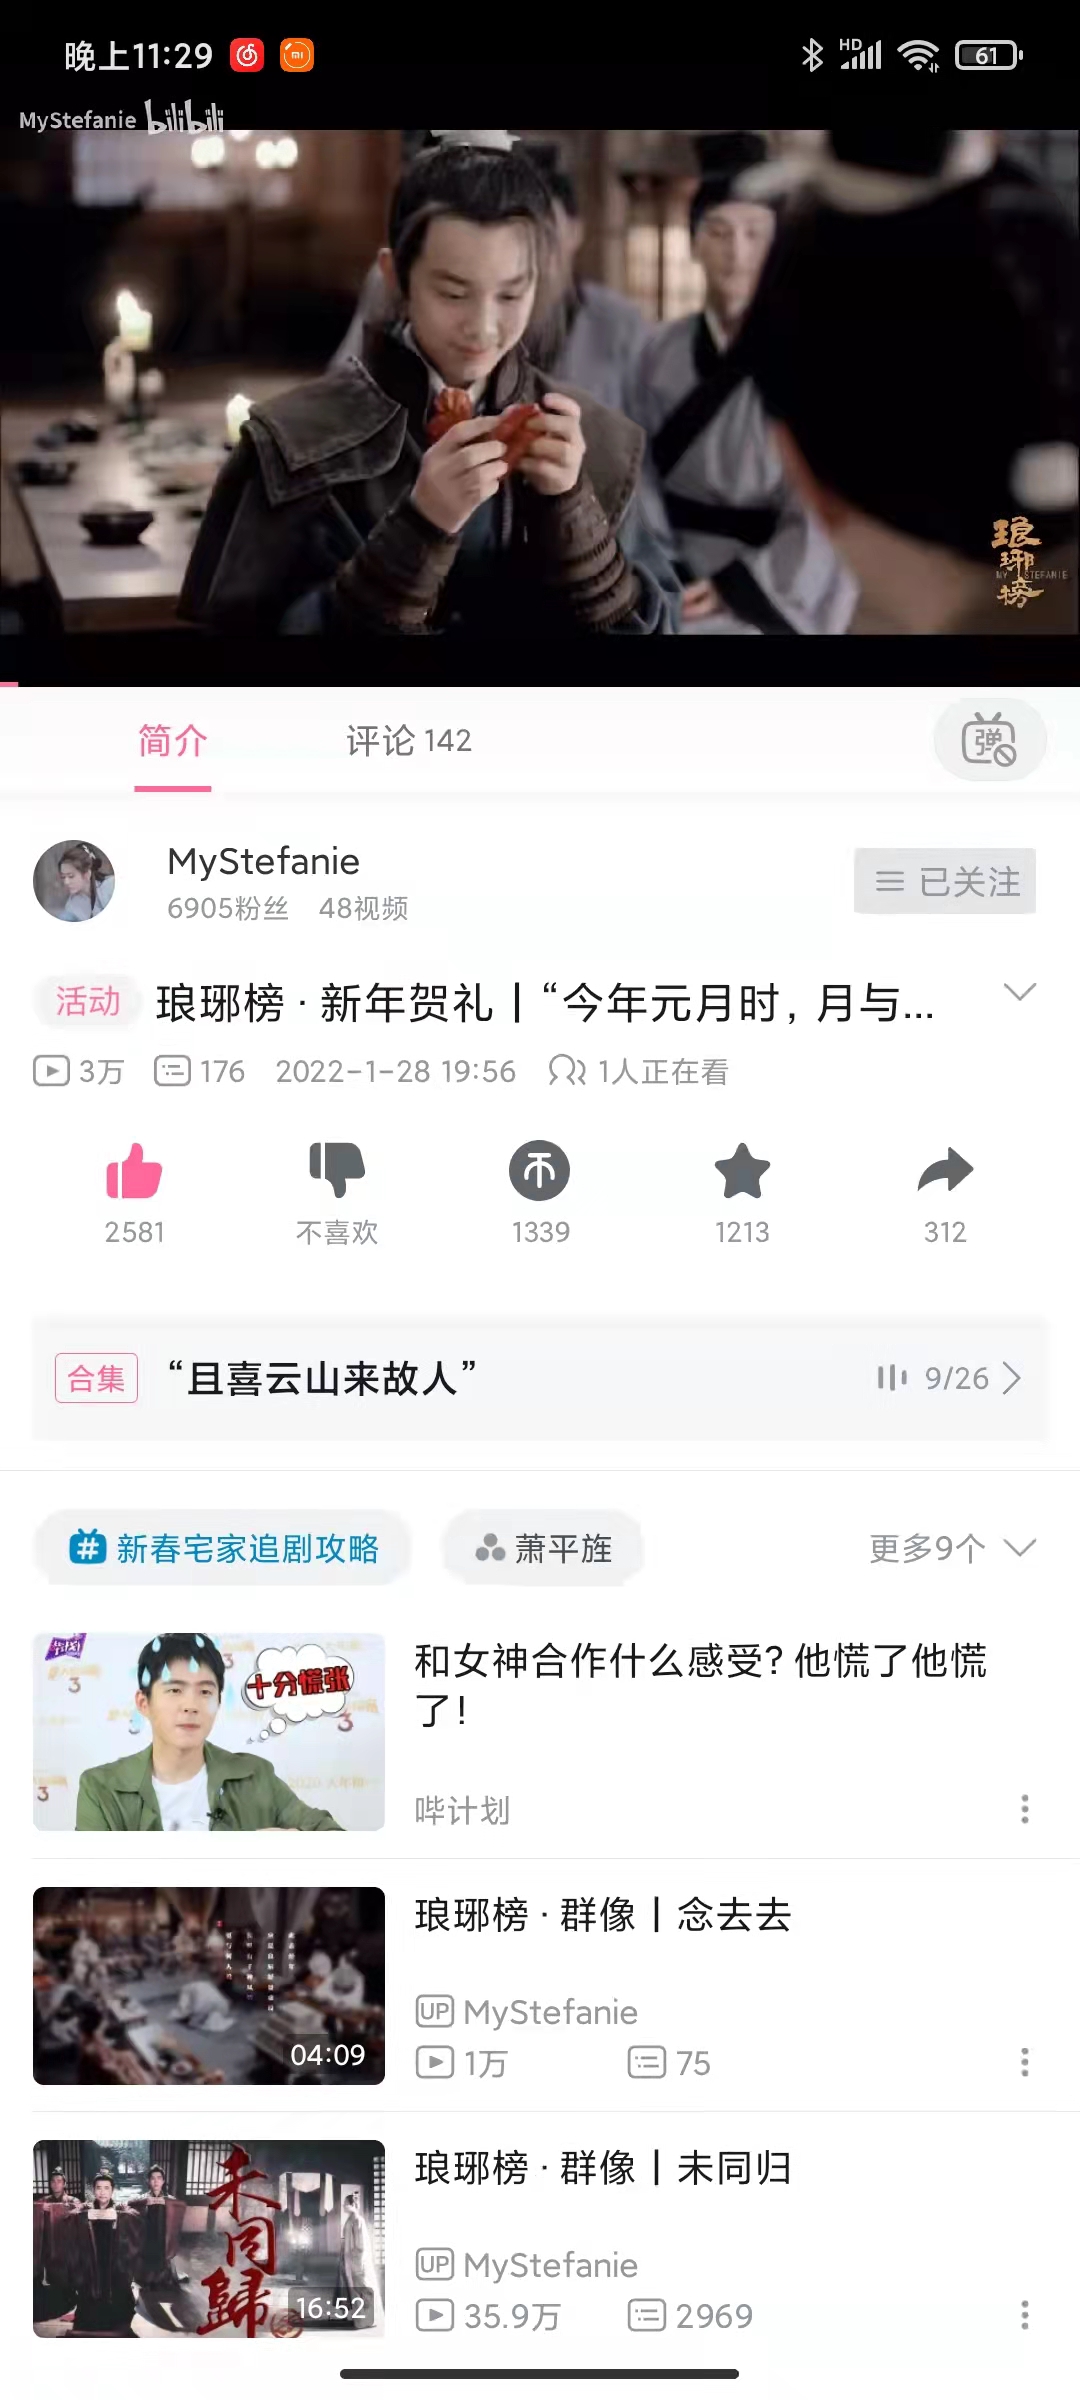 晚上11:29
HD
61
MyStefanie bilibili
琅琊榜
MY STEFANIE
简介
评论 142
弹
MyStefanie
6905粉丝 48视频
已关注
活动 琅琊榜 · 新年贺礼丨“今年元月时，月与...
3万 176 2022-1-28 19:56 1人正在看
2581 不喜欢 1339 1213 312
合集 “且喜云山来故人” 9/26
# 新春宅家追剧攻略 萧平旌 更多9个
十分慌张
和女神合作什么感受？他慌了他慌
了！
哔计划
琅琊榜 · 群像丨念去去
04:09
UP MyStefanie
1万 75
未同歸
16:52
琅琊榜 · 群像丨未同归
UP MyStefanie
35.9万 2969